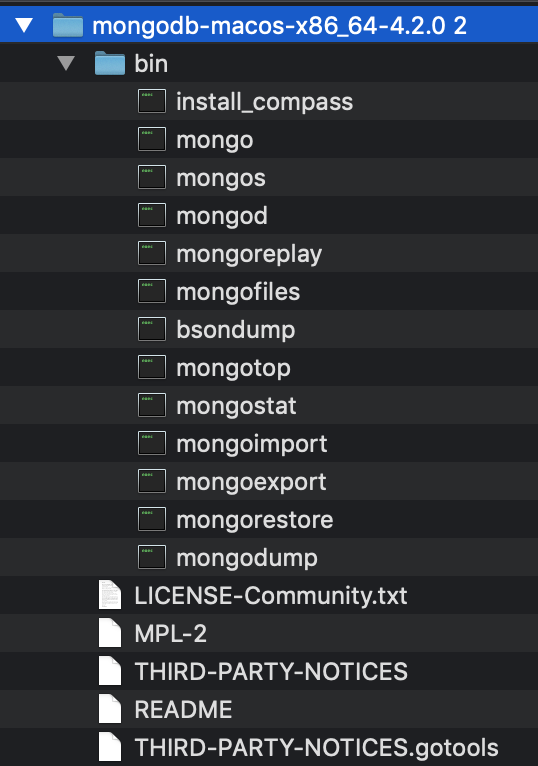 mongodb-macos-x86_64-4.2.0 2
bin
install_compass
mongo
mongos
mongod
mongoreplay
mongofiles
bsondump
mongotop
mongostat
mongoimport
mongoexport
mongorestore
mongodump
LICENSE-Community.txt
MPL-2
THIRD-PARTY-NOTICES
README
THIRD-PARTY-NOTICES.gotools